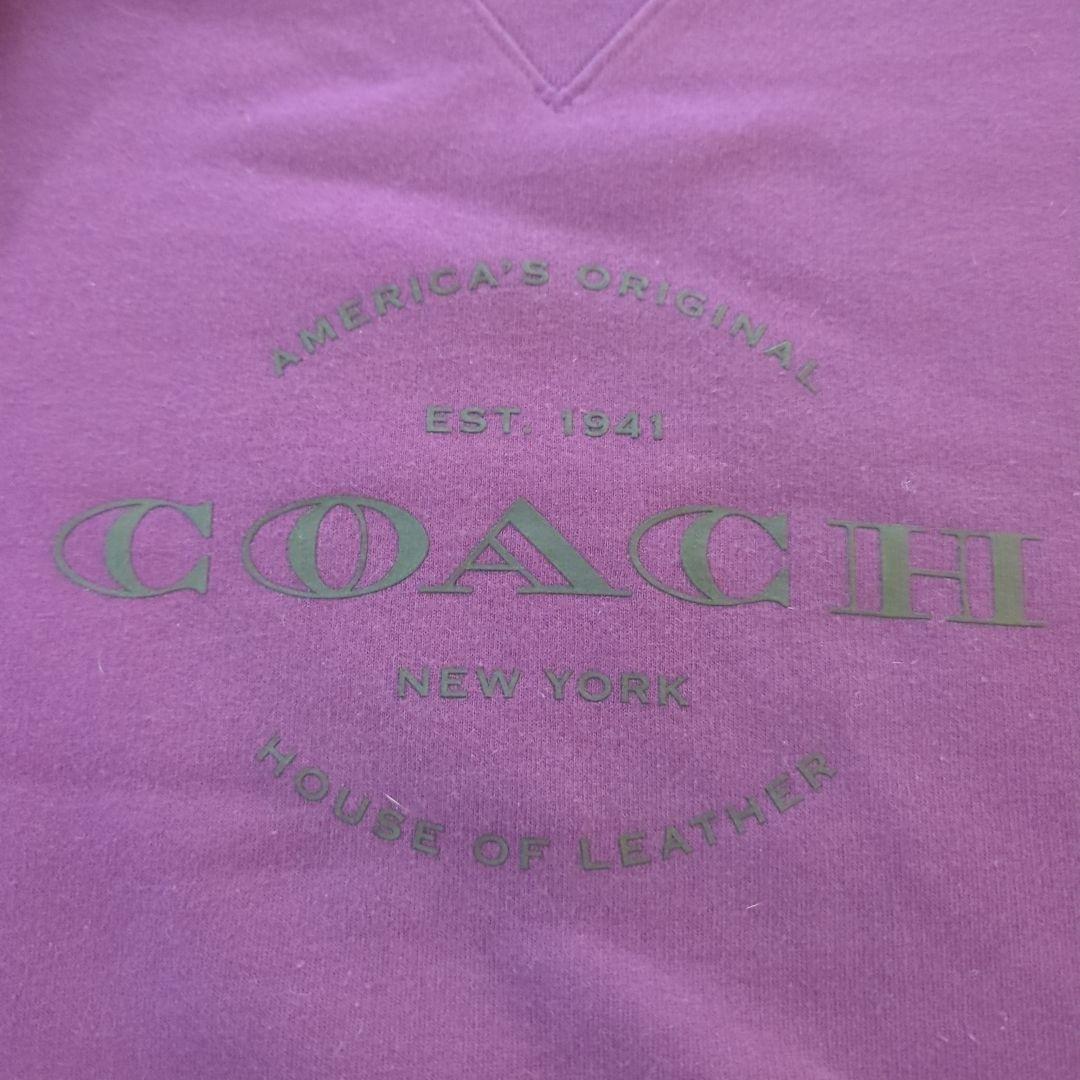 AMERICA'S ORIGINAL
EST. 1941
COACH
NEW YORK
HOUSE OF LEATHER